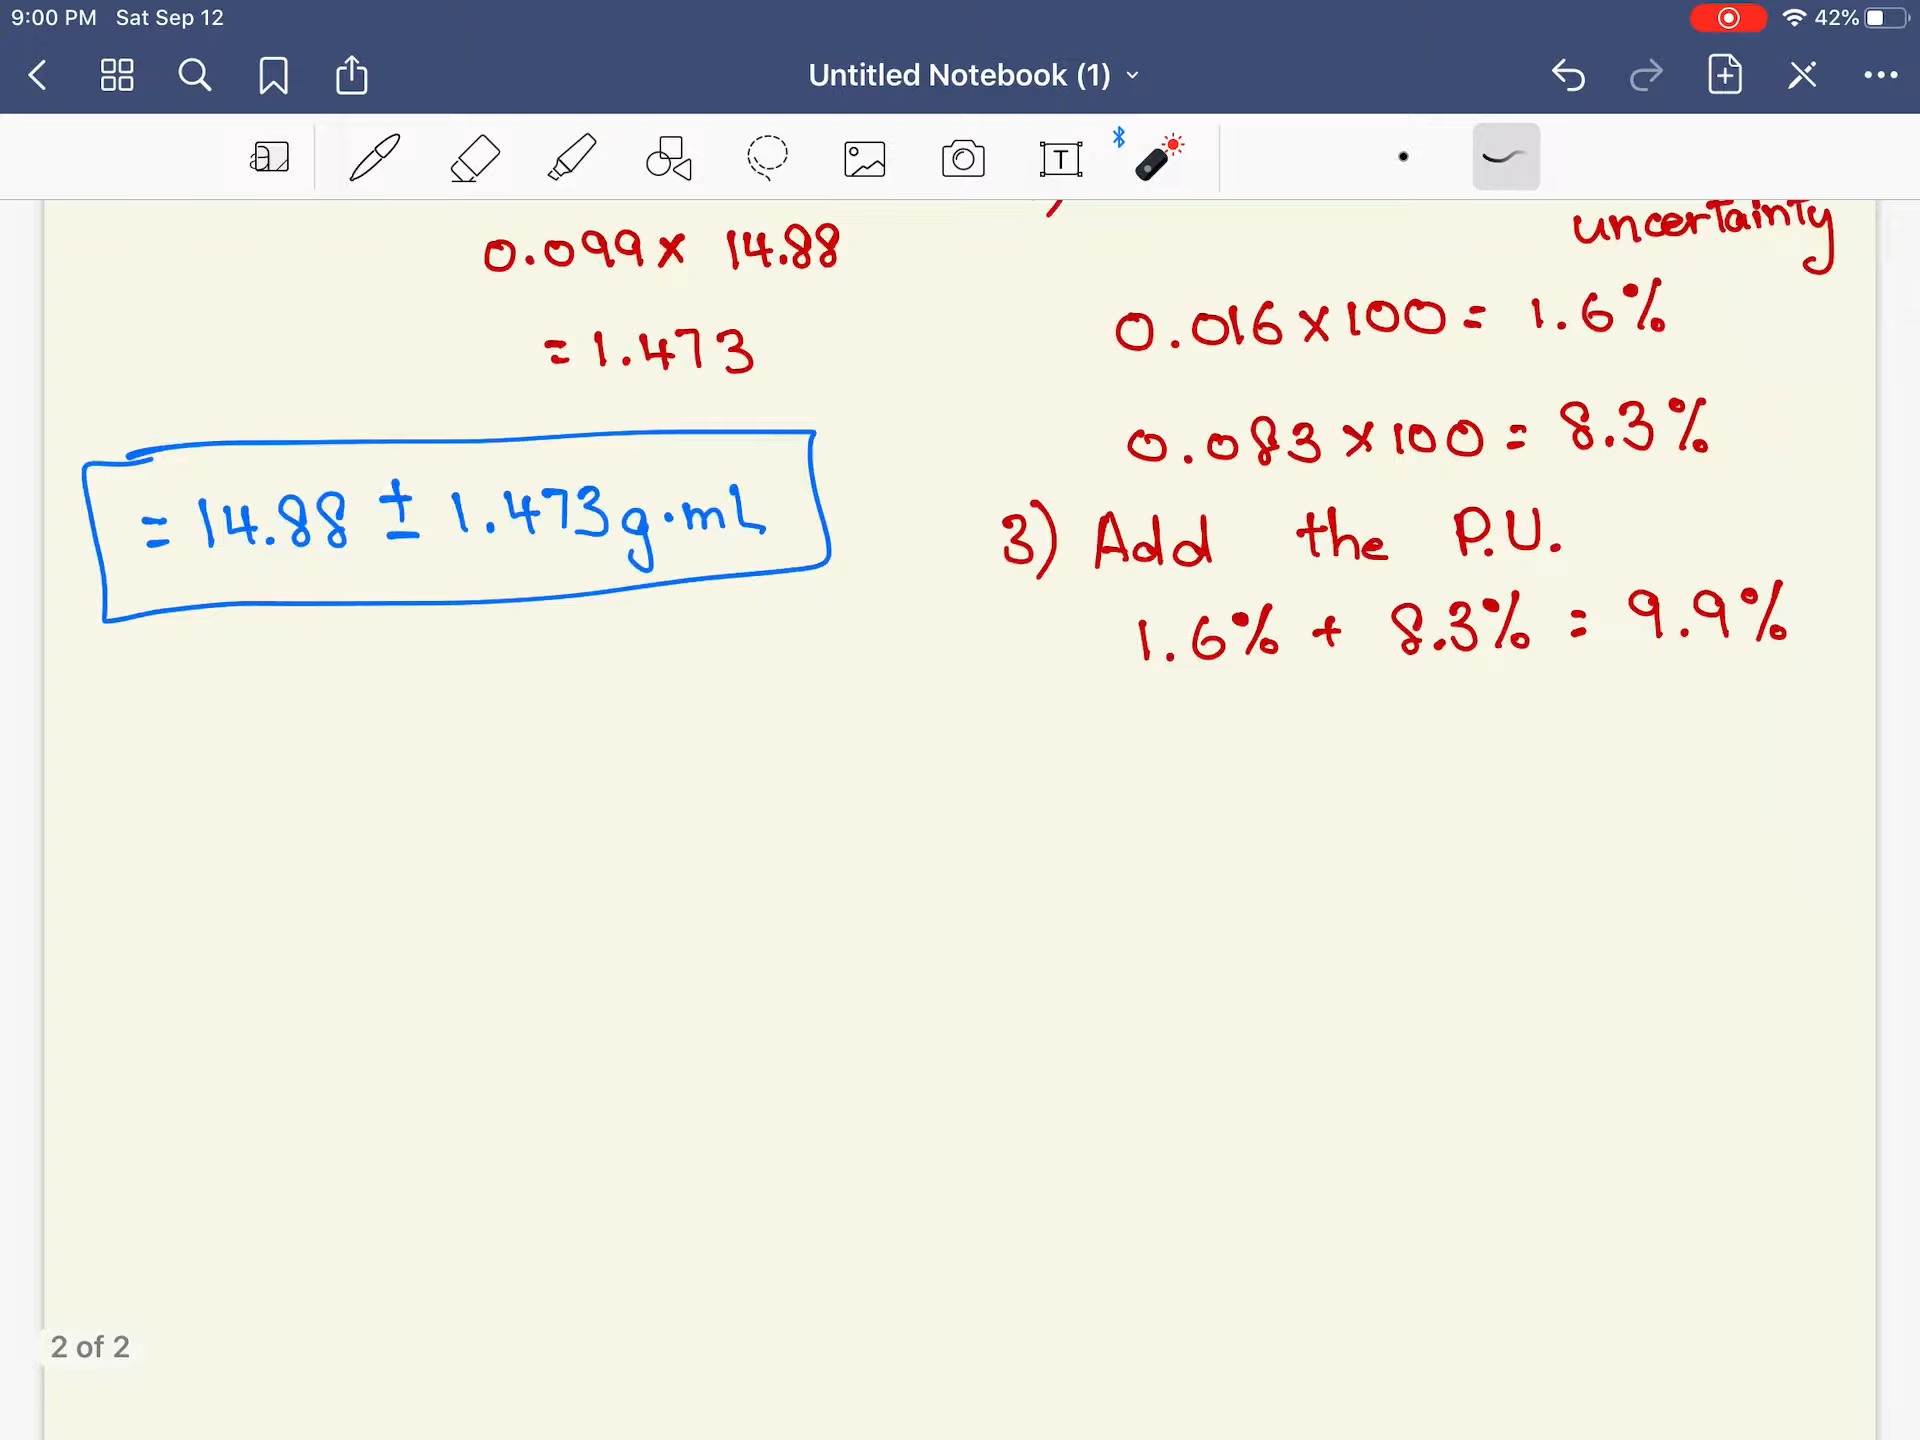 9:00 PM Sat Sep 12
42%
Untitled Notebook (1)
T
0.099 x 14.88
= 1.473
= 14.88 ± 1.473 g·mL
uncertainty
0.016 x 100 = 1.6%
0.083 x 100 = 8.3%
3) Add the P.U.
1.6% + 8.3% = 9.9%
2 of 2